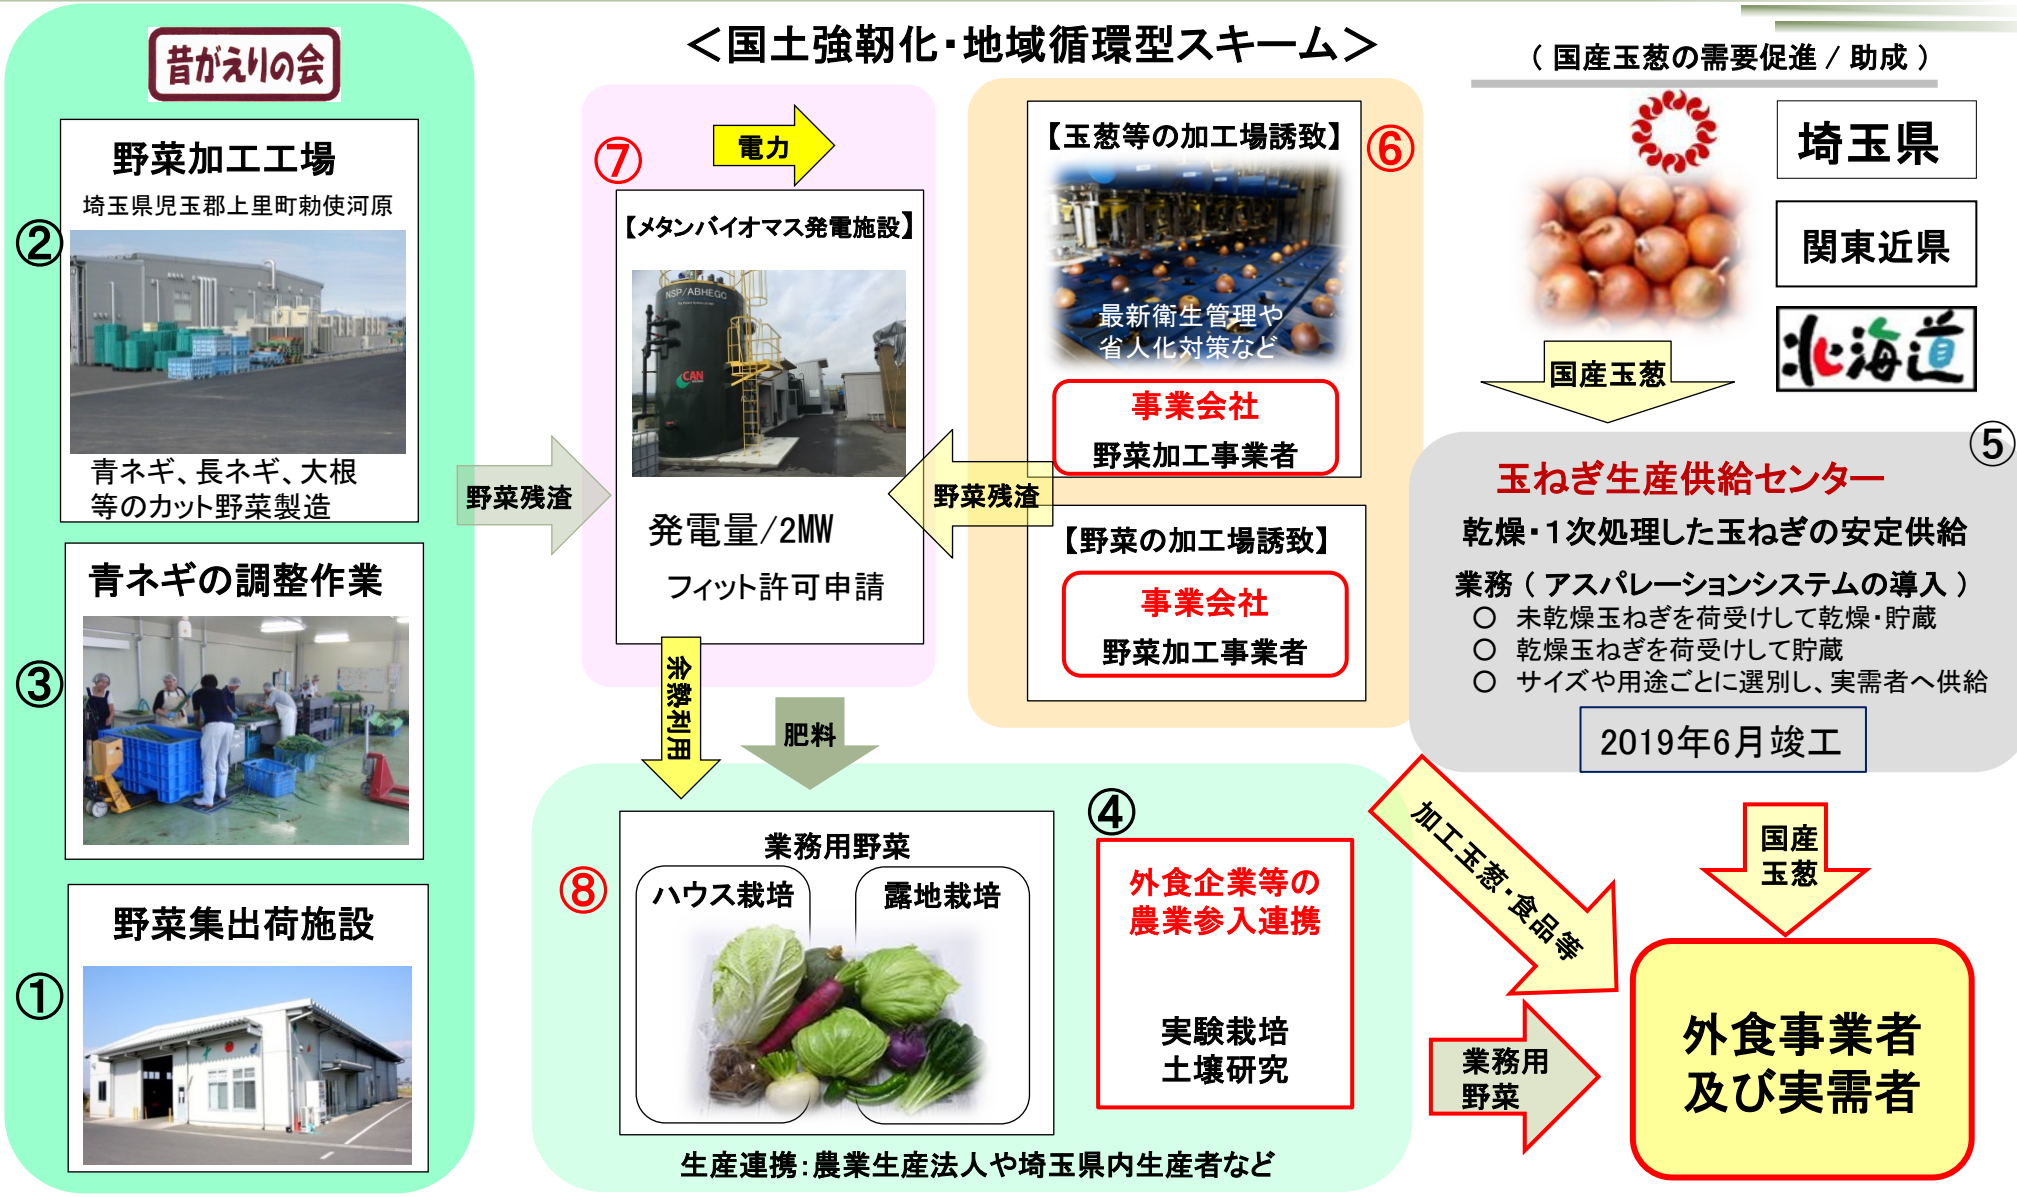 ＜国土強靭化・地域循環型スキーム＞
昔がえりの会
②
野菜加工工場
埼玉県児玉郡上里町勅使河原
青ネギ、長ネギ、大根
等のカット野菜製造
③
青ネギの調整作業
①
野菜集出荷施設
野菜残渣
⑦
電力
【メタンバイオマス発電施設】
NSP/ABHEGC
CAN
発電量/2MW
フィット許可申請
余熱利用
肥料
⑥
【玉葱等の加工場誘致】
最新衛生管理や
省人化対策など
事業会社
野菜加工事業者
野菜残渣
【野菜の加工場誘致】
事業会社
野菜加工事業者
（ 国産玉葱の需要促進 / 助成 ）
埼玉県
関東近県
北海道
国産玉葱
⑤
玉ねぎ生産供給センター
乾燥・１次処理した玉ねぎの安定供給
業務（ アスパレーションシステムの導入 ）
○ 未乾燥玉ねぎを荷受けして乾燥・貯蔵
○ 乾燥玉ねぎを荷受けして貯蔵
○ サイズや用途ごとに選別し、実需者へ供給
2019年6月竣工
⑧
業務用野菜
ハウス栽培
露地栽培
④
外食企業等の
農業参入連携
実験栽培
土壌研究
生産連携：農業生産法人や埼玉県内生産者など
加工玉葱・食品等
国産
玉葱
業務用
野菜
外食事業者
及び実需者